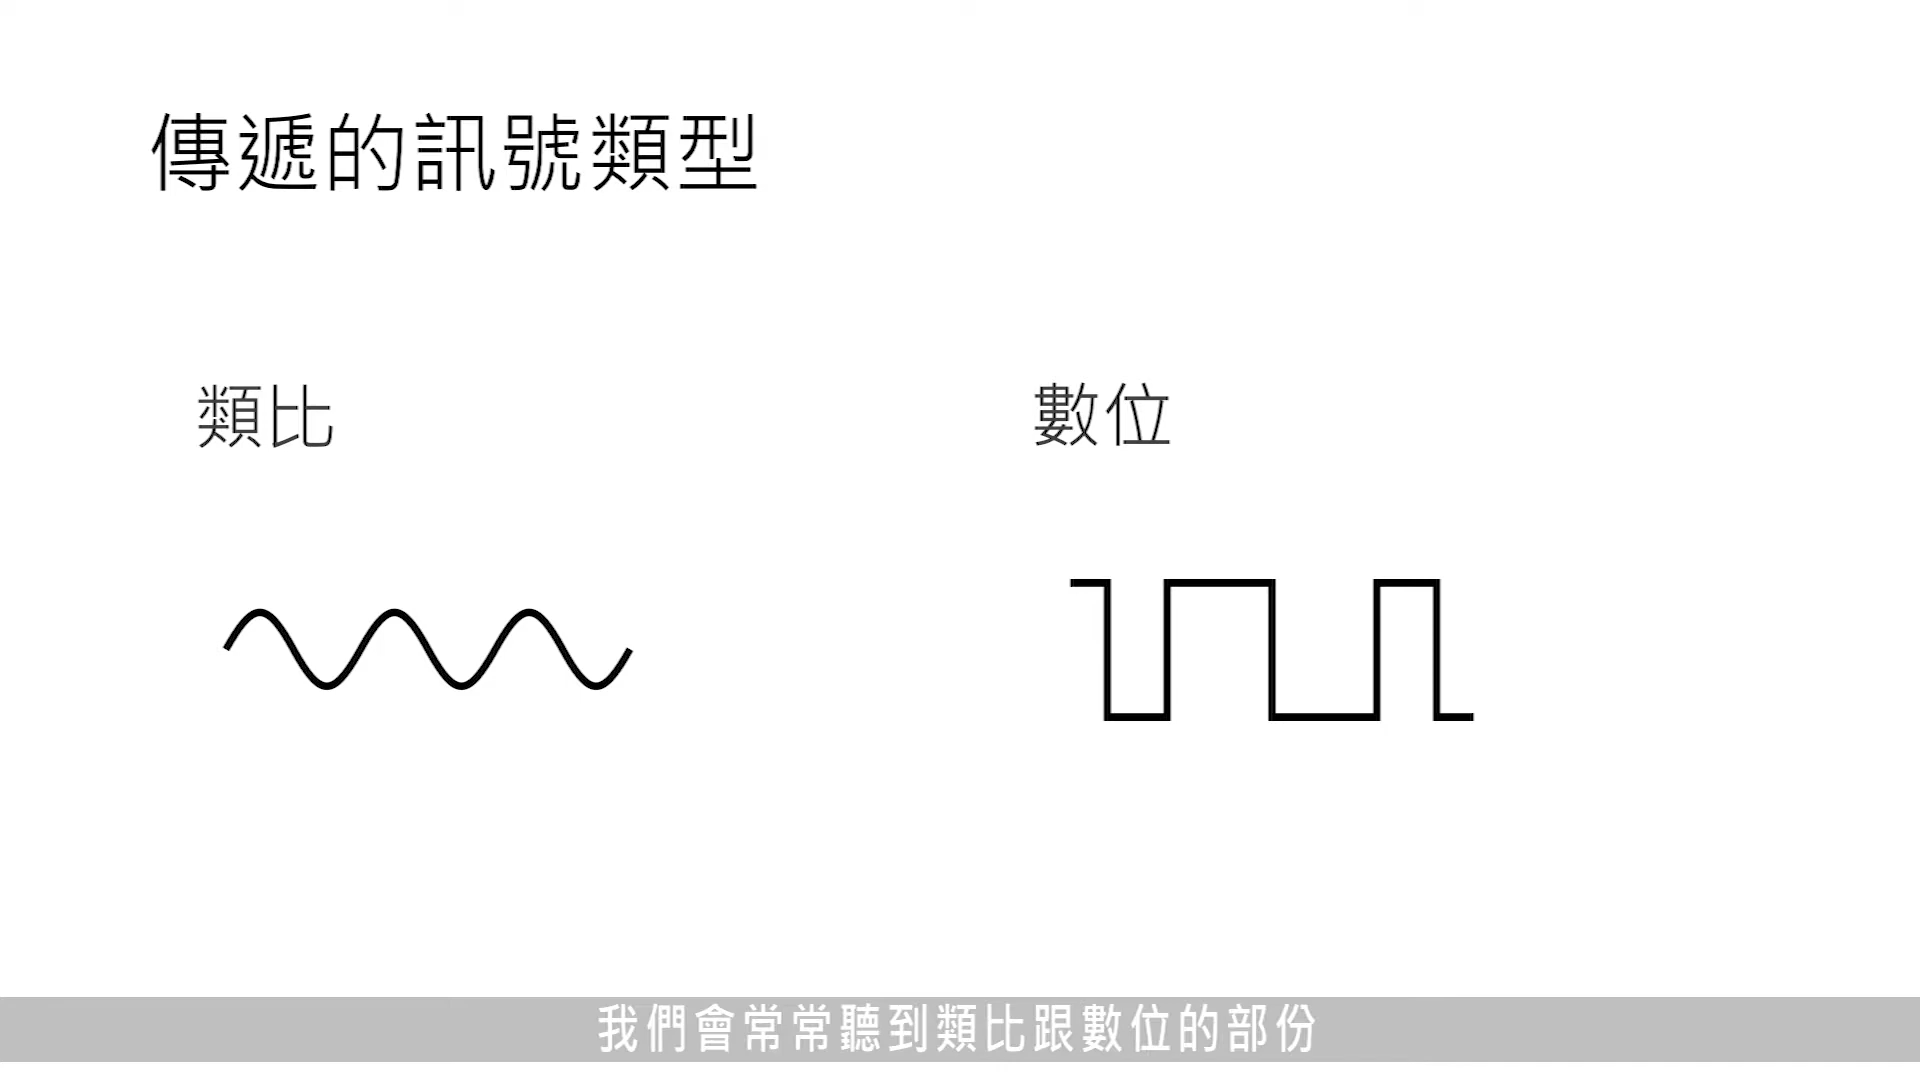 傳遞的訊號類型
類比
數位
我們會常常聽到類比跟數位的部份